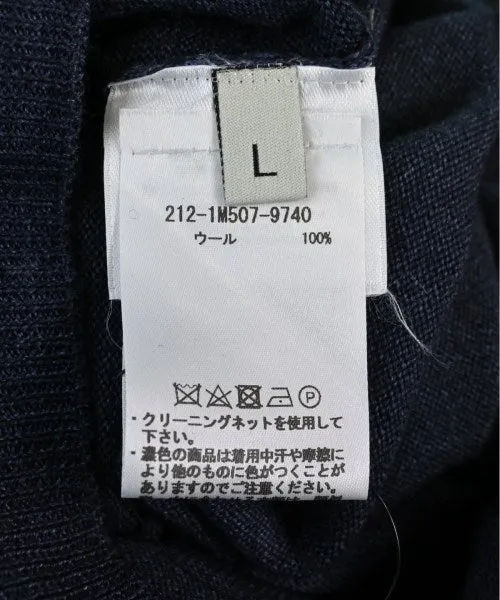 L
212-1M507-9740
ウール 100%
P
・クリーニングネットを使用して
下さい。
・濃色の商品は着用中汗や摩擦に
より他のものに色がつくことが
ありますのでご注意ください。